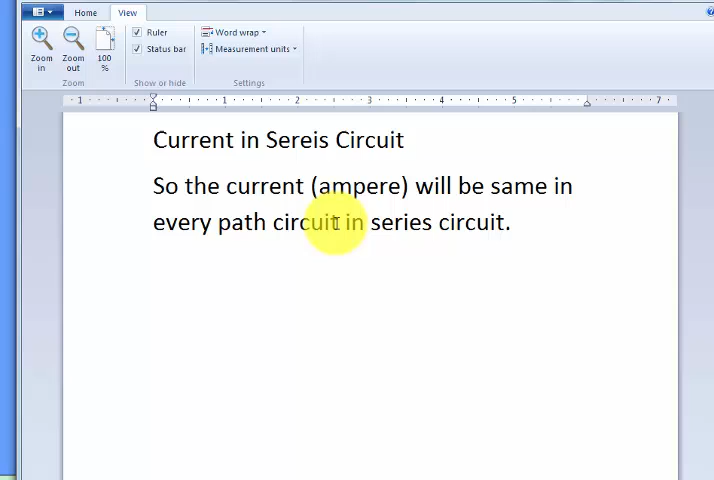 Home View
Zoom in
Zoom out
100 %
Zoom
Ruler
Status bar
Show or hide
Word wrap
Measurement units
Settings
1 1 2 3 4 5 7
Current in Sereis Circuit
So the current (ampere) will be same in
every path circuit in series circuit.